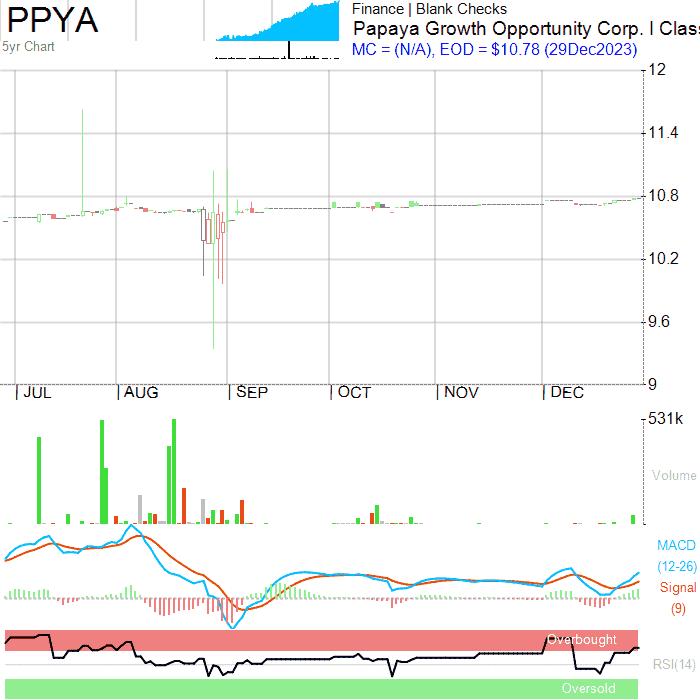 PPYA
5yr Chart
Finance | Blank Checks
Papaya Growth Opportunity Corp. I Clas
MC = (N/A), EOD = $10.78 (29Dec2023)
12
11.4
10.8
10.2
9.6
9
JUL AUG SEP OCT NOV DEC
531k
Volume
MACD
(12-26)
Signal
(9)
Overbought
RSI(14)
Oversold